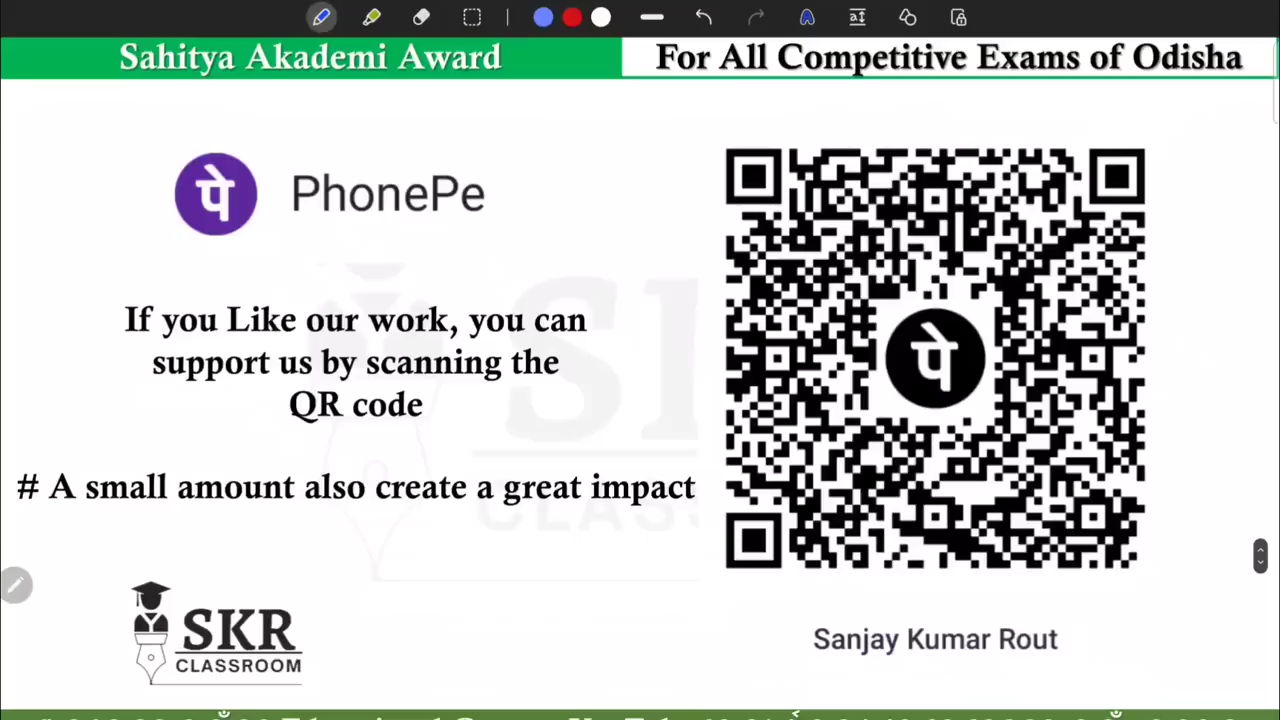 Sahitya Akademi Award
For All Competitive Exams of Odisha
पे PhonePe
If you Like our work, you can
support us by scanning the
QR code
# A small amount also create a great impact
SKR
CLASSROOM
पे
Sanjay Kumar Rout